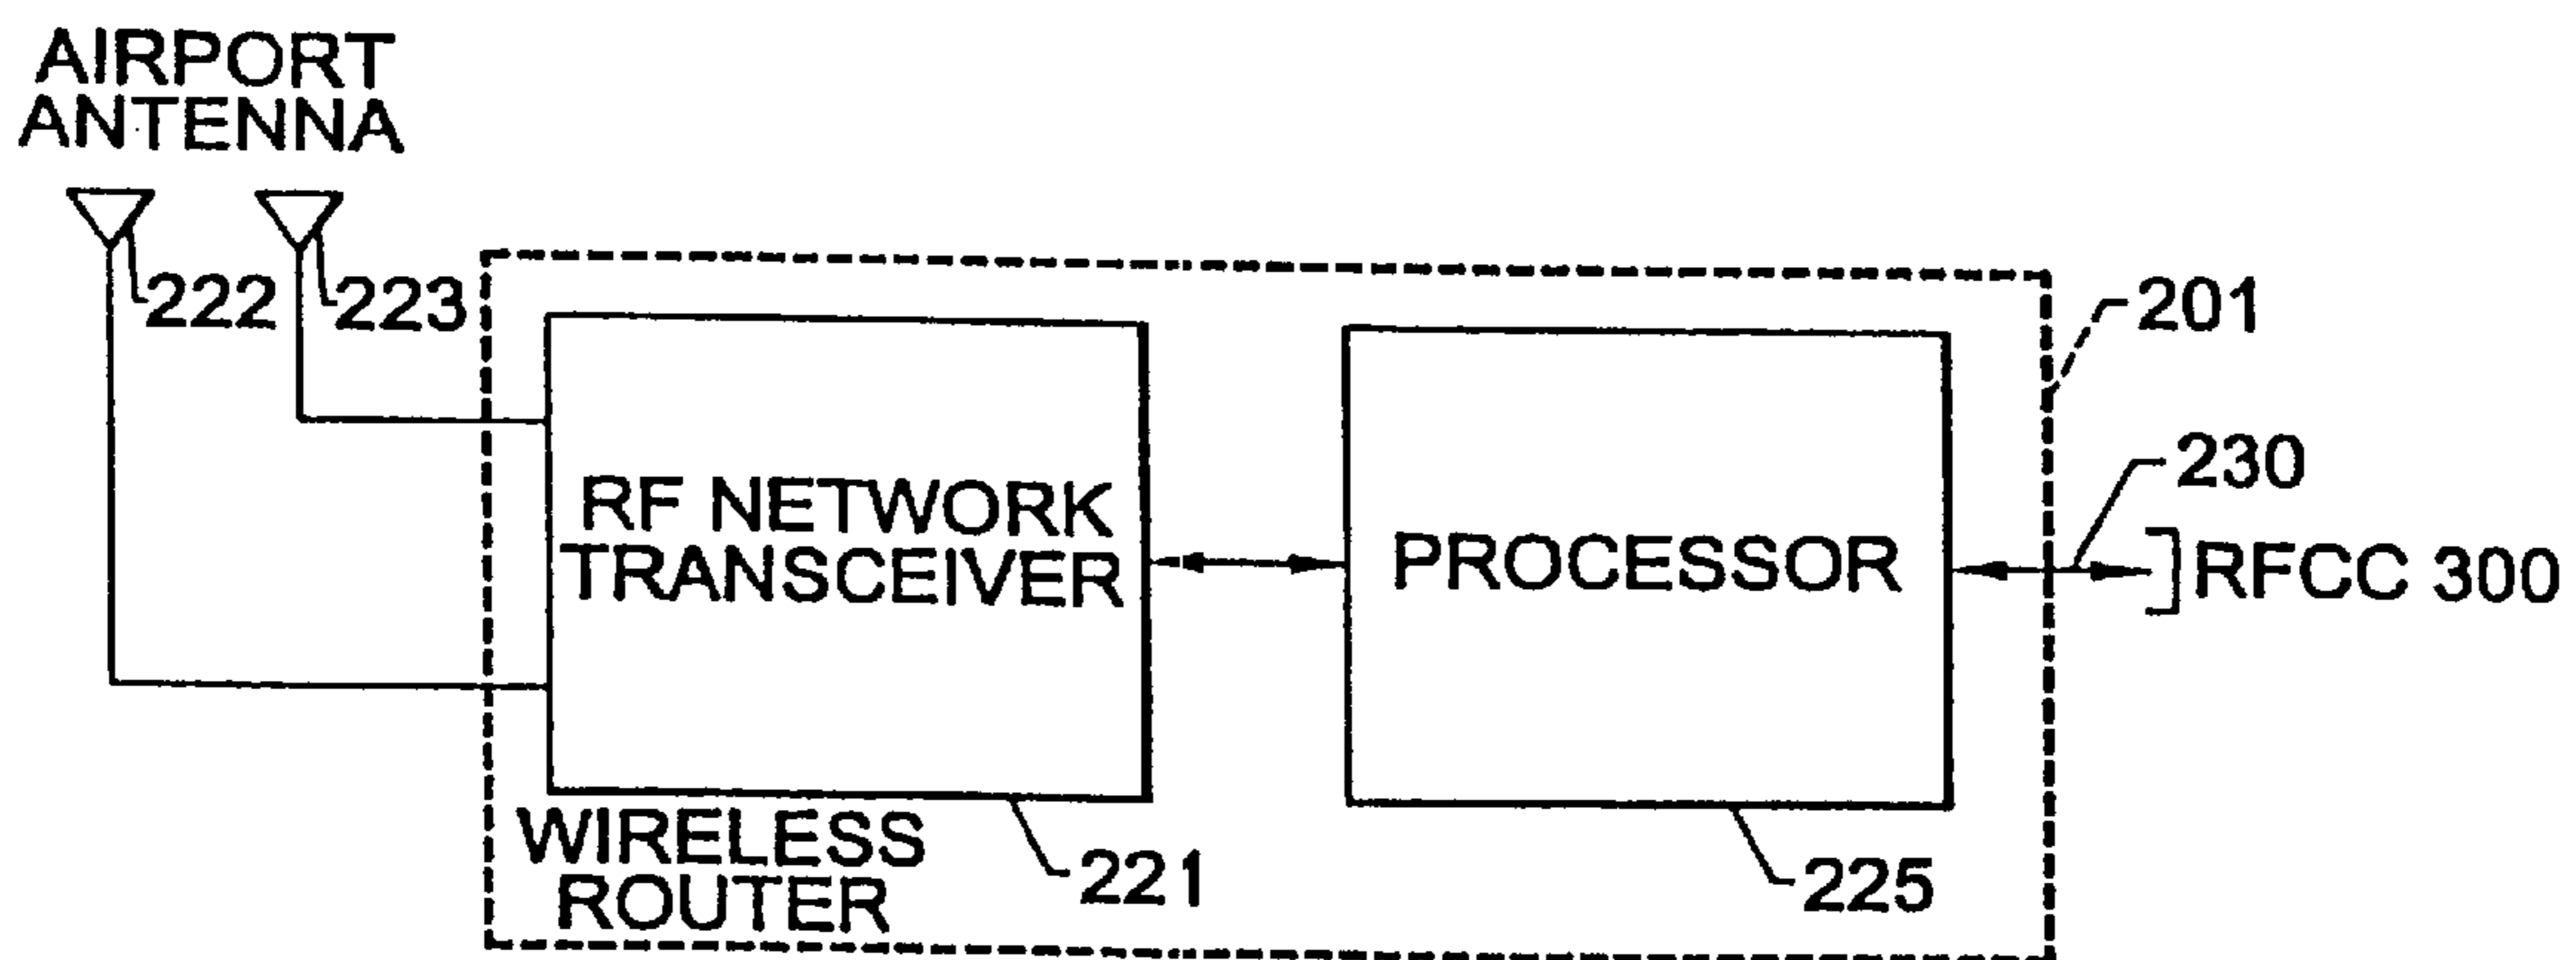 AIRPORT
ANTENNA
222
223
201
230
RF NETWORK
TRANSCEIVER
PROCESSOR
RFCC 300
WIRELESS
ROUTER
221
225